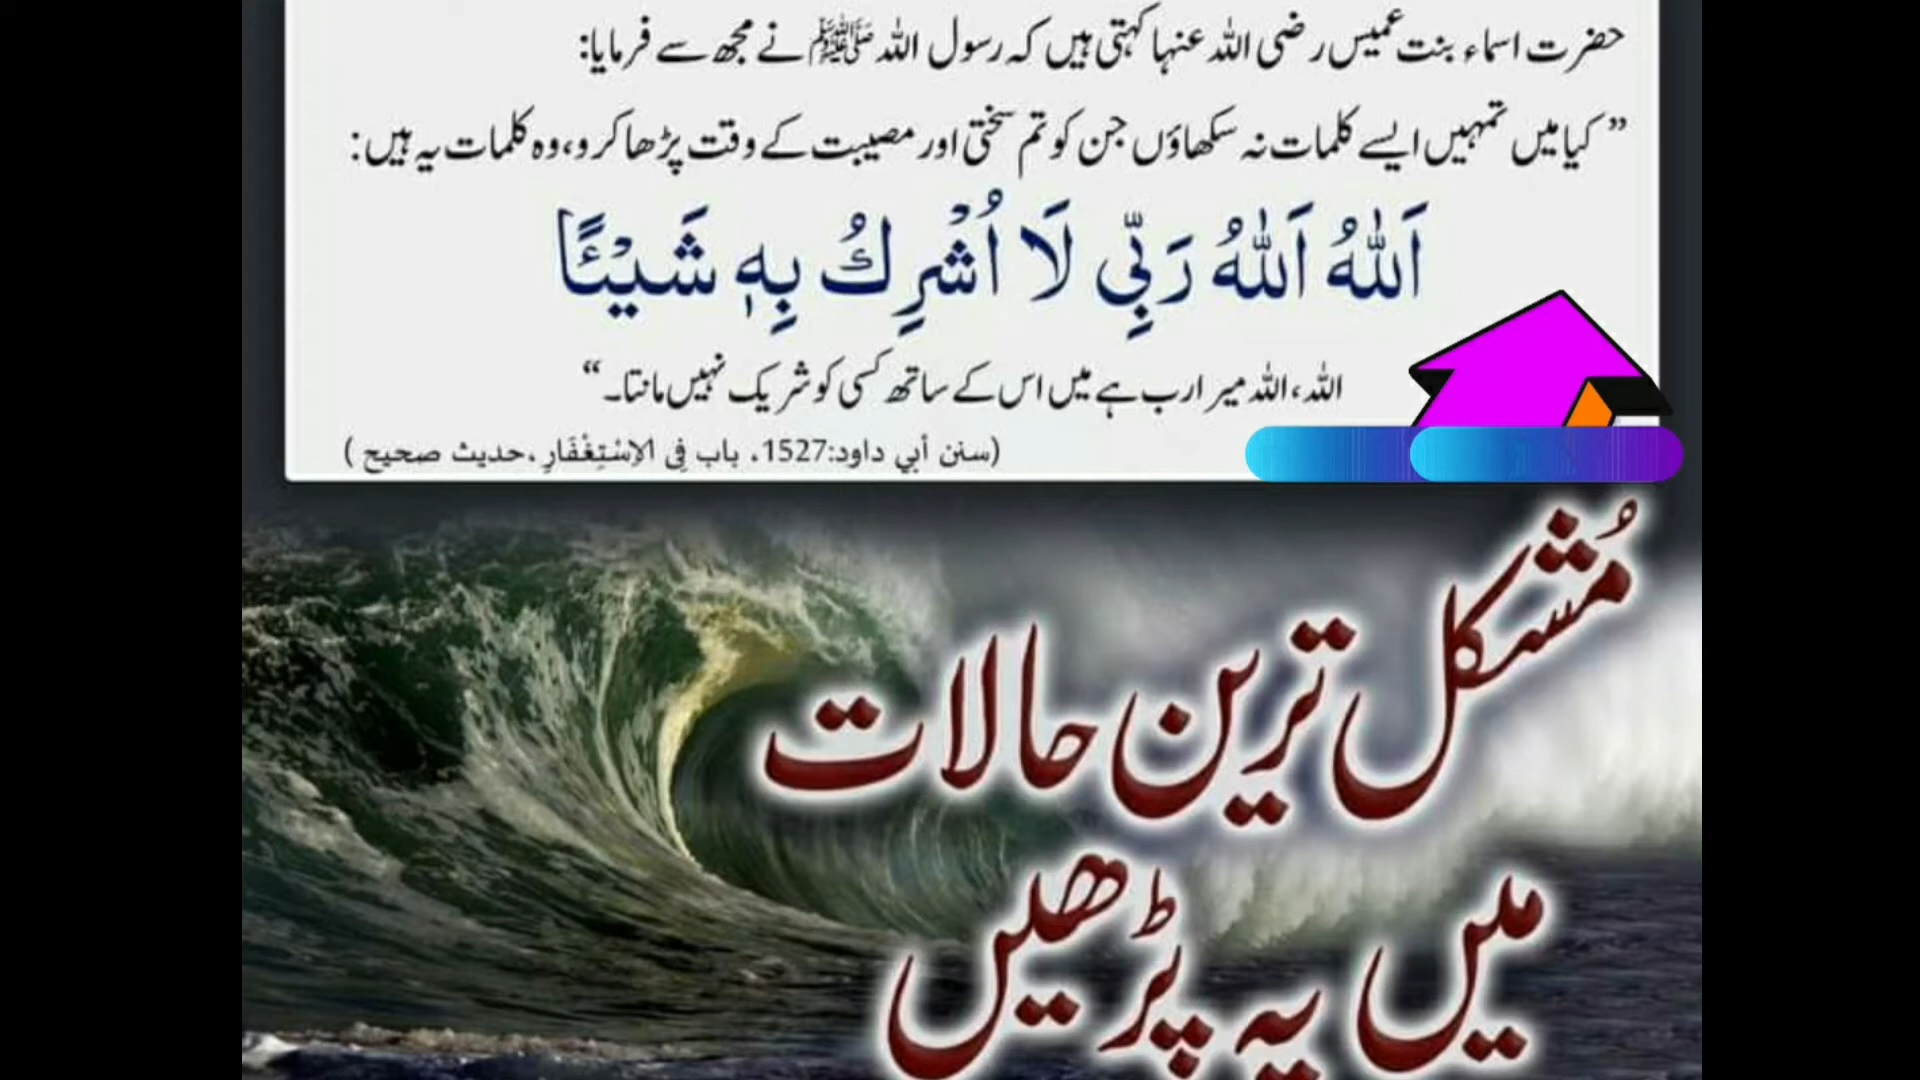 حضرت اسماء بنت عمیس رضی اللہ عنہا کہتی ہیں کہ رسول اللہ ﷺ نے مجھ سے فرمایا:
” کیا میں تمہیں ایسے کلمات نہ سکھاؤں جن کو تم سختی اور مصیبت کے وقت پڑھا کرو، وہ کلمات یہ ہیں:
اَللّٰهُ اَللّٰهُ رَبِّي لَا اُشْرِكُ بِهٖ شَيْئًا
اللہ، اللہ میرا رب ہے میں اس کے ساتھ کسی کو شریک نہیں مانتا۔“
(سنن أبي داود:1527، باب فِي الاِسْتِغْفَارِ ،حدیث صحیح )
مُشکل ترین حالات
میں یہ پڑھیں